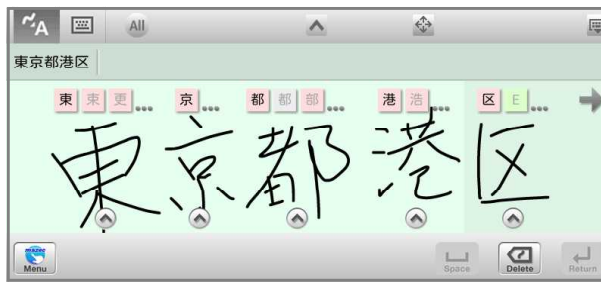 All
東京都港区
東 東 更 ... 京 ... 都 都 部 ... 港 浩 ... 区 E ...
東京都港区
mazec
Menu Space Delete Return